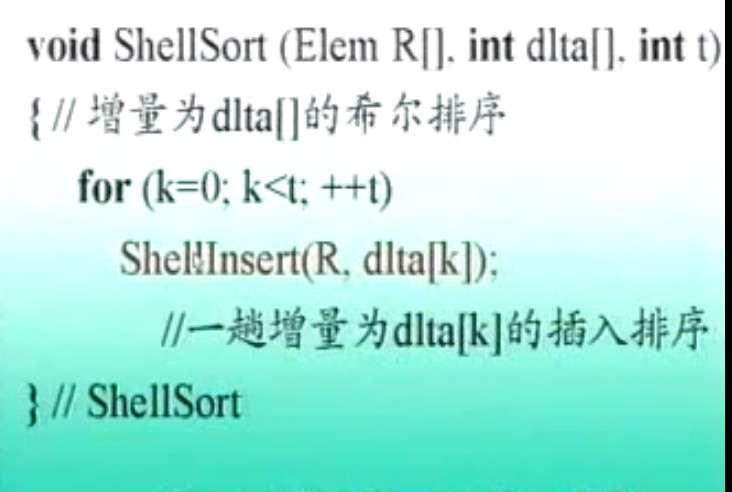 void ShellSort (Elem R[], int dlta[], int t)
{ // 增量为dlta[]的希尔排序
for (k=0; k<t; ++t)
ShellInsert(R, dlta[k]);
//一趟增量为dlta[k]的插入排序
} // ShellSort